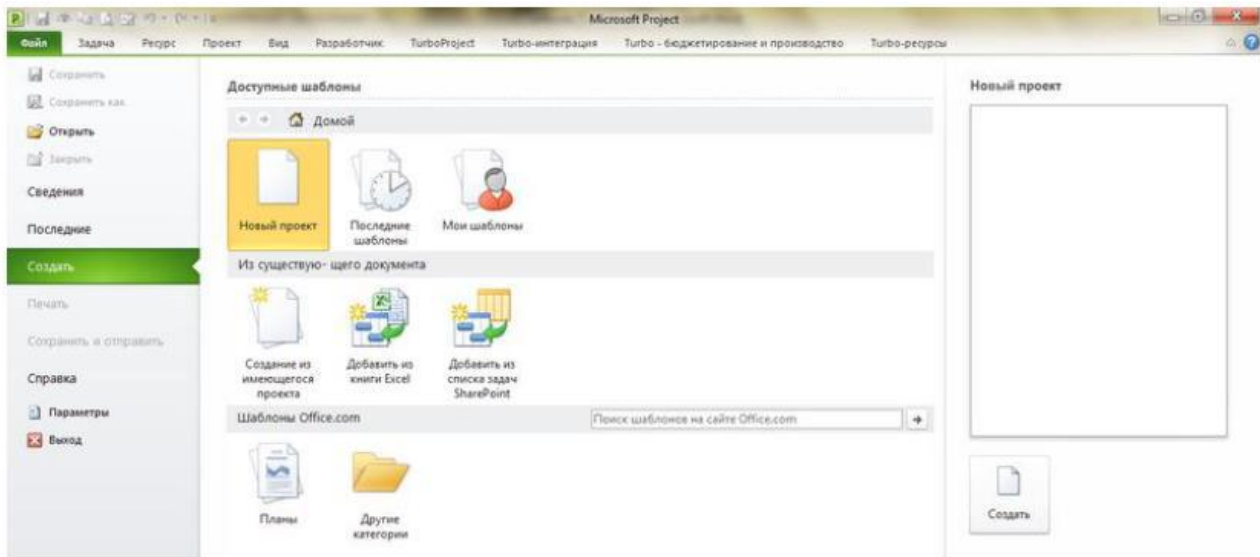 Microsoft Project
Файл Задача Ресурс Проект Вид Разработчик TurboProject Turbo-интеграция Turbo - бюджетирование и производство Turbo-ресурсы
Сохранить
Сохранить как
Открыть
Закрыть
Сведения
Последние
Создать
Печать
Сохранить и отправить
Справка
Параметры
Выход
Доступные шаблоны
Домой
Новый проект
Последние
шаблоны
Мои шаблоны
Из существую- щего документа
Создание из
имеющегося
проекта
Добавить из
книги Excel
Добавить из
списка задач
SharePoint
Шаблоны Office.com
Поиск шаблонов на сайте Office.com
Планы
Другие
категории
Новый проект
Создать